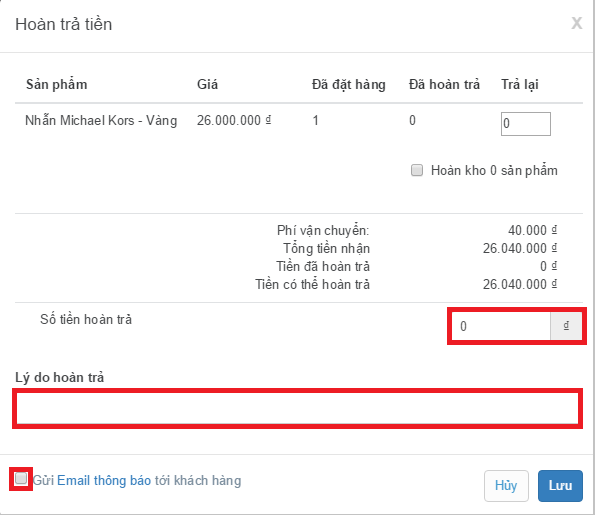 Hoàn trả tiền X
Sản phẩm Giá Đã đặt hàng Đã hoàn trả Trả lại
Nhẫn Michael Kors - Vàng 26.000.000 ₫ 1 0 0
Hoàn kho 0 sản phẩm
Phí vận chuyển: 40.000 ₫
Tổng tiền nhận 26.040.000 ₫
Tiền đã hoàn trả 0 ₫
Tiền có thể hoàn trả 26.040.000 ₫
Số tiền hoàn trả 0 ₫
Lý do hoàn trả
Gửi Email thông báo tới khách hàng Hủy Lưu